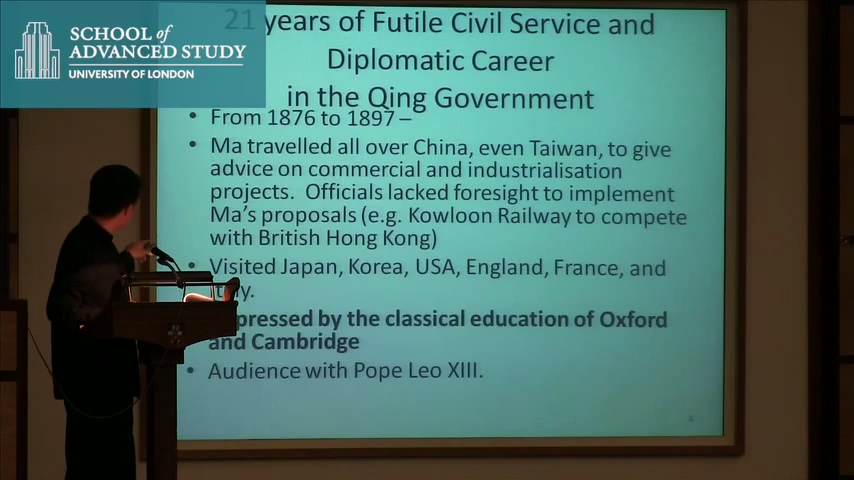 SCHOOL of
ADVANCED STUDY
UNIVERSITY OF LONDON
21 years of Futile Civil Service and
Diplomatic Career
in the Qing Government
• From 1876 to 1897 –
• Ma travelled all over China, even Taiwan, to give
advice on commercial and industrialisation
projects. Officials lacked foresight to implement
Ma's proposals (e.g. Kowloon Railway to compete
with British Hong Kong)
• Visited Japan, Korea, USA, England, France, and
by the classical education of Oxford
and Cambridge
• Audience with Pope Leo XIII.